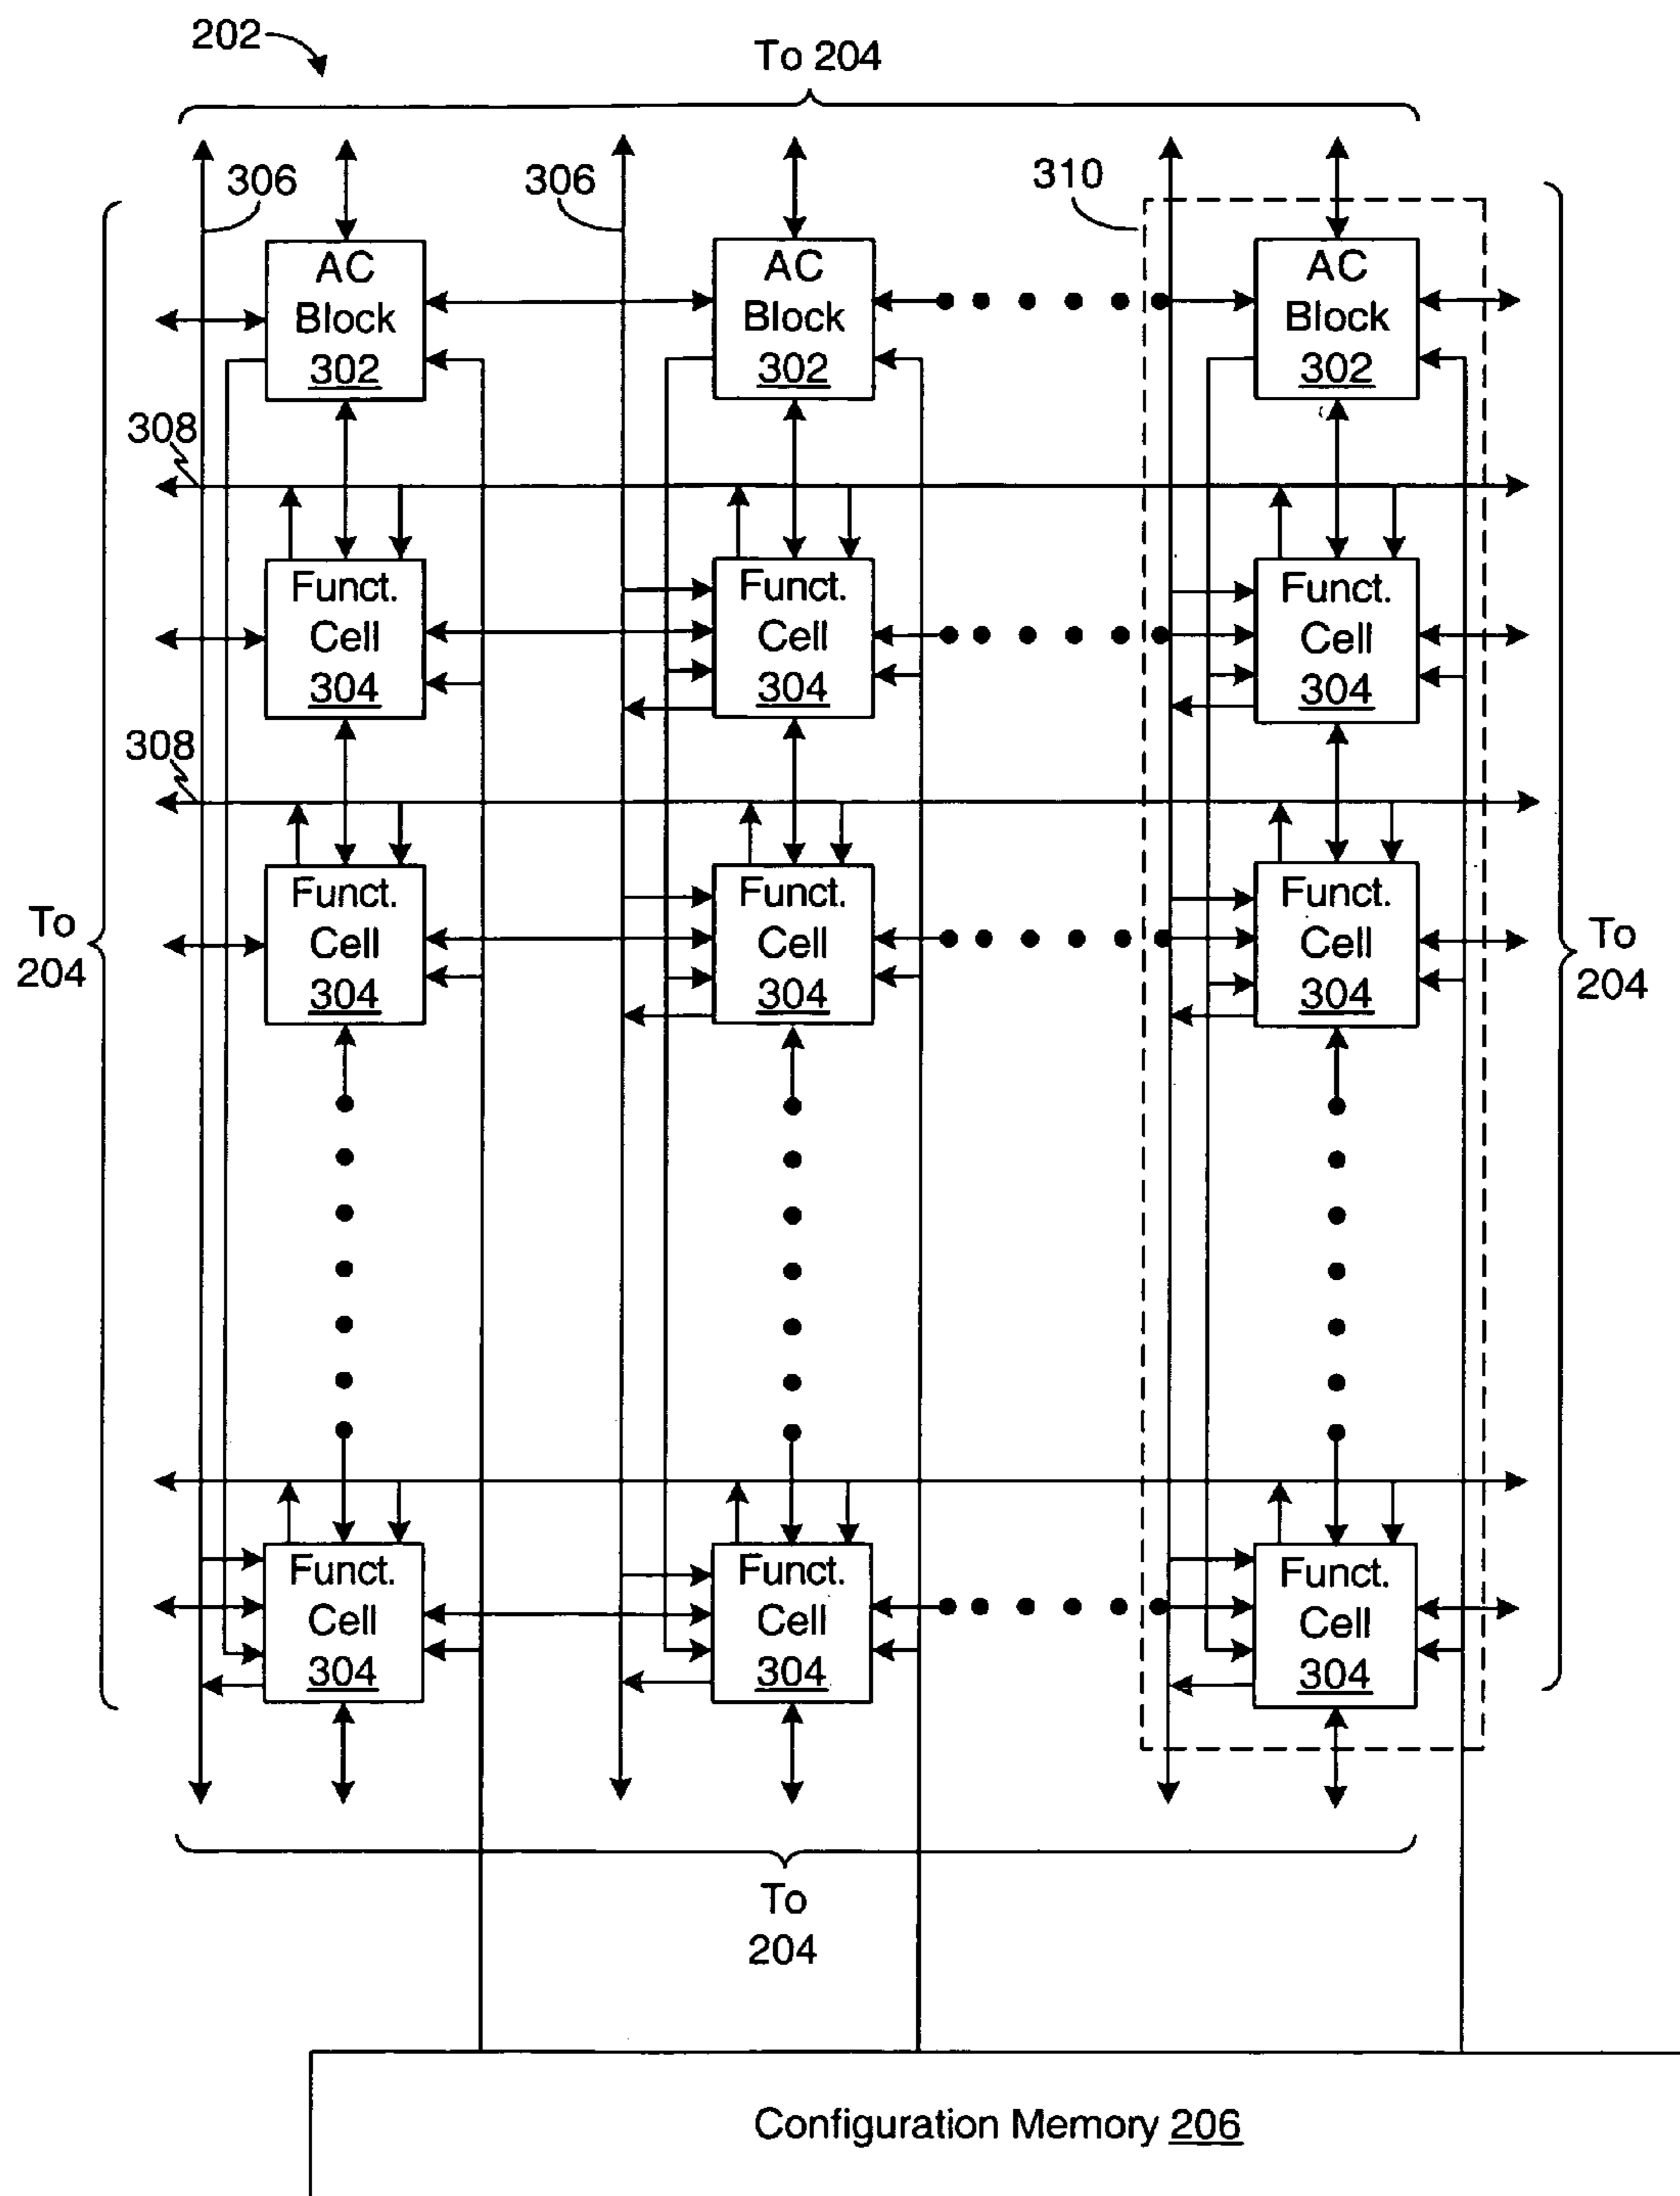 202
To 204
306
306
310
AC
Block
302
AC
Block
302
AC
Block
302
308
Funct.
Cell
304
Funct.
Cell
304
Funct.
Cell
304
308
Funct.
Cell
304
Funct.
Cell
304
Funct.
Cell
304
To
204
To
204
Funct.
Cell
304
Funct.
Cell
304
Funct.
Cell
304
To
204
Configuration Memory 206